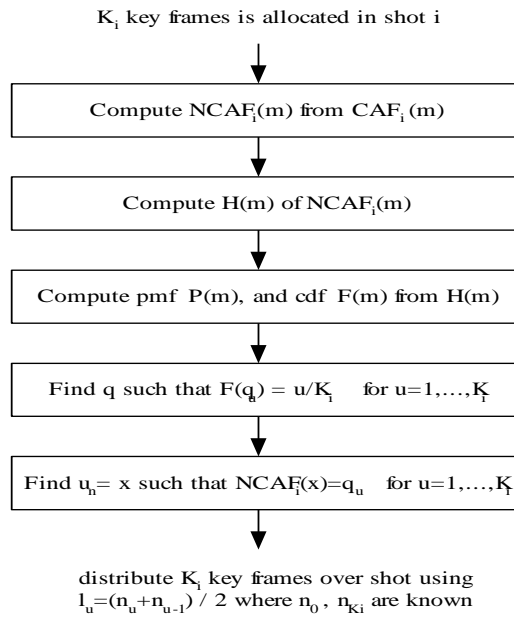 K_i key frames is allocated in shot i
Compute NCAF_i(m) from CAF_i (m)
Compute H(m) of NCAF_i(m)
Compute pmf P(m), and cdf F(m) from H(m)
Find q such that F(q_u) = u/K_i for u=1,...,K_i
Find u_n= x such that NCAF_i(x)=q_u for u=1,...,K_i
distribute K_i key frames over shot using
l_u=(n_u+n_u-1) / 2 where n_0 , n_Ki are known